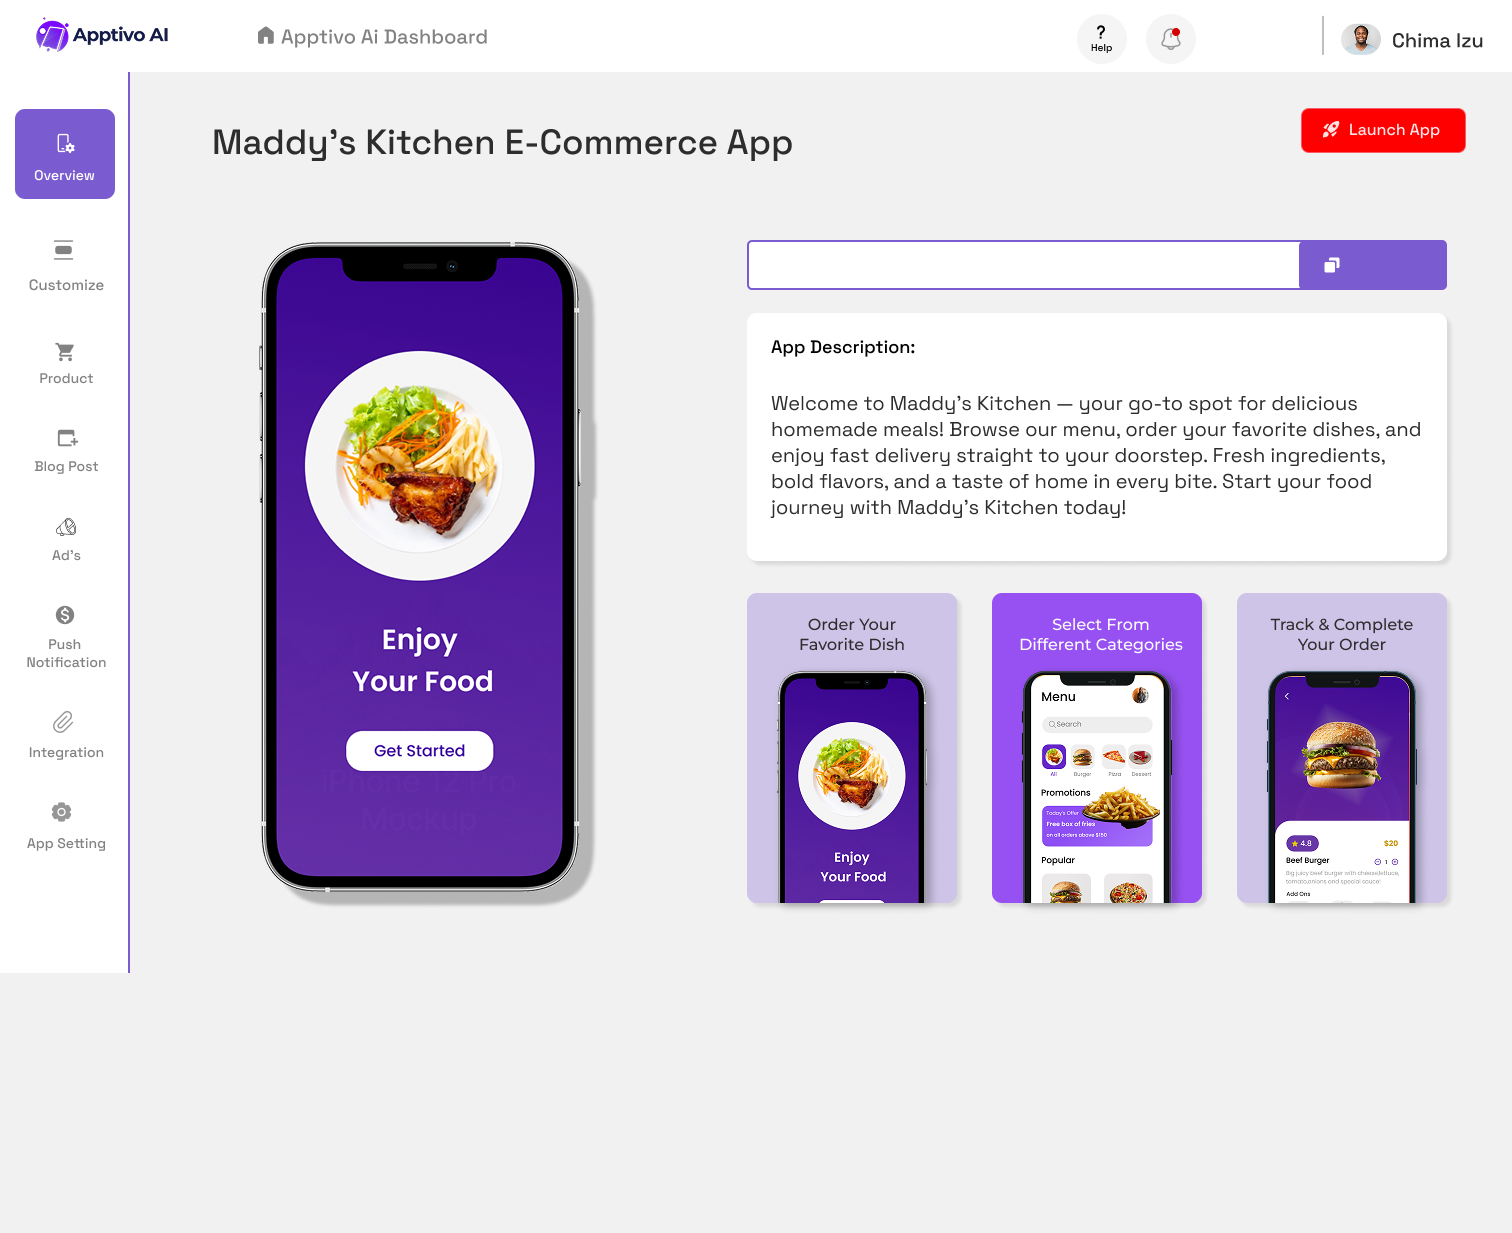 Apptivo AI
Apptivo Ai Dashboard
?
Help
Chima Izu
Overview
Customize
Product
Blog Post
Ad's
Push
Notification
Integration
App Setting
Maddy's Kitchen E-Commerce App
Launch App
Enjoy
Your Food
Get Started
iPhone 12 Pro
App Description:
Welcome to Maddy's Kitchen — your go-to spot for delicious
homemade meals! Browse our menu, order your favorite dishes, and
enjoy fast delivery straight to your doorstep. Fresh ingredients,
bold flavors, and a taste of home in every bite. Start your food
journey with Maddy's Kitchen today!
Order Your
Favorite Dish
Enjoy
Your Food
Select From
Different Categories
Menu
Search
All
Burger
Pizza
Dessert
Promotions
Today's Offer
Free box of fries
on all orders above $150
Popular
Track & Complete
Your Order
4.8
$20
Beef Burger
1
Big juicy beef burger with cheese,lettuce,
tomato,onions and special sauce!
Add Ons